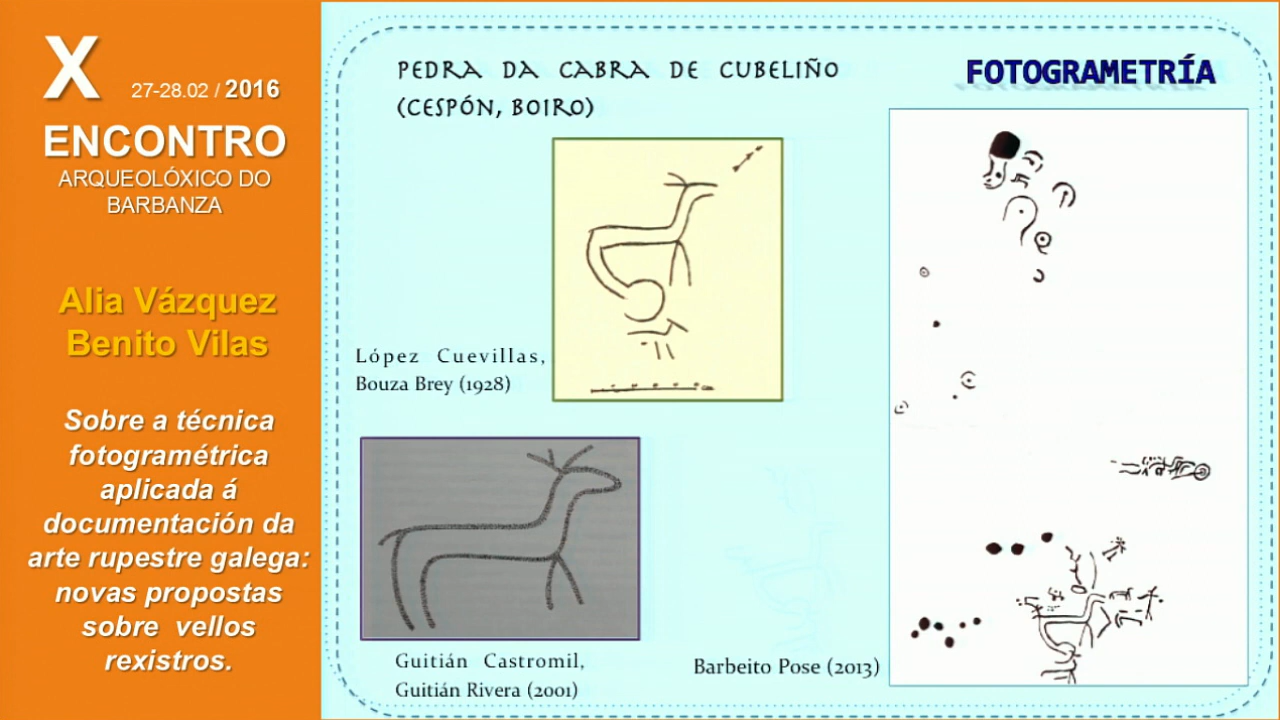 X 27-28.02 / 2016
ENCONTRO
ARQUEOLÓXICO DO
BARBANZA
Alia Vázquez
Benito Vilas
Sobre a técnica
fotogramétrica
aplicada á
documentación da
arte rupestre galega:
novas propostas
sobre vellos
rexistros.
PEDRA DA CABRA DE CUBELIÑO
(CESPÓN, BOIRO)
FOTOGRAMETRÍA
López Cuevillas,
Bouza Brey (1928)
Guitián Castromil,
Guitián Rivera (2001)
Barbeito Pose (2013)